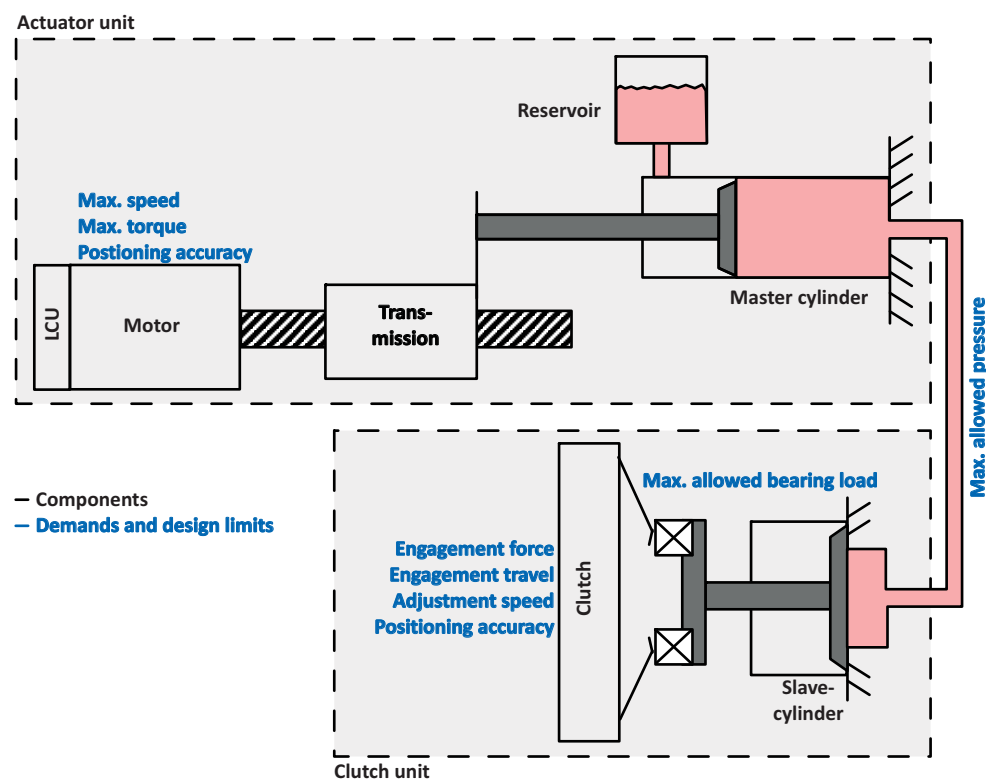 Actuator unit
Reservoir
Max. speed
Max. torque
Postioning accuracy
LCU
Motor
Trans-
mission
Master cylinder
Max. allowed pressure
Components
Demands and design limits
Max. allowed bearing load
Engagement force
Engagement travel
Adjustment speed
Positioning accuracy
Clutch
Slave-
cylinder
Clutch unit